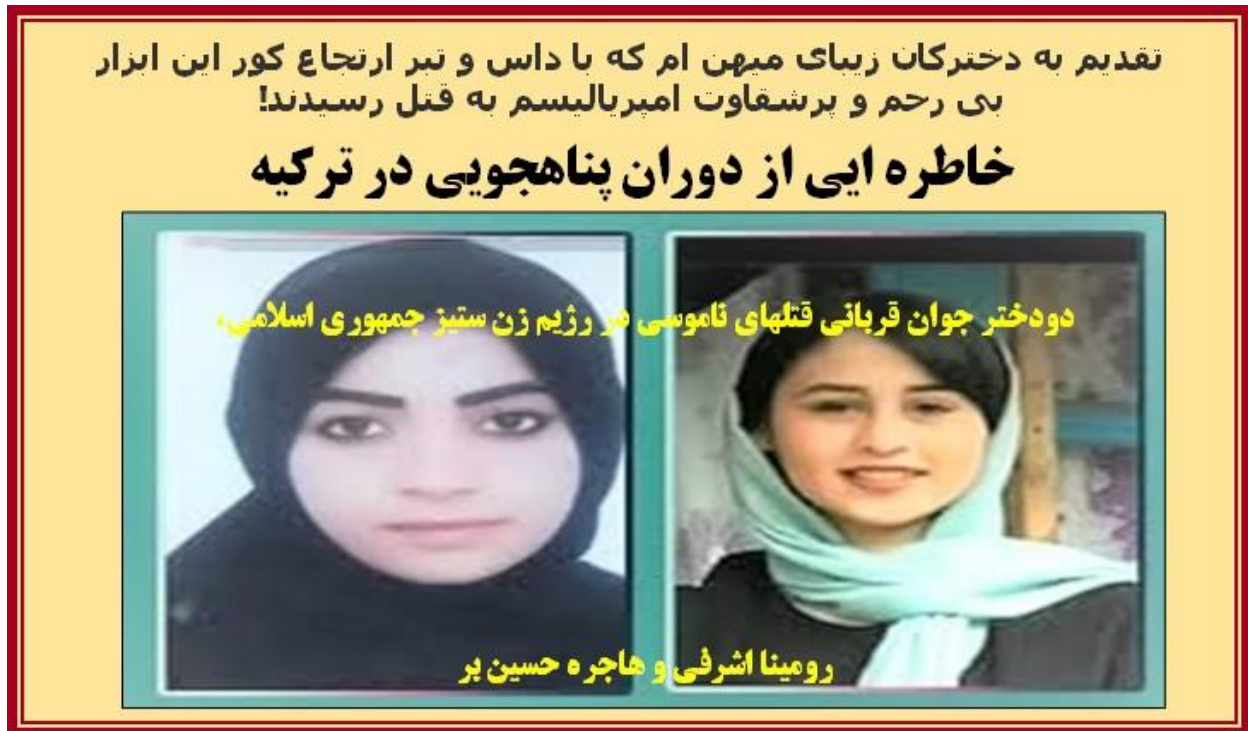 تقدیم به دخترکان زیبای میهن ام که با داس و تبر ارتجاع کور این ابزار
بی رحم و پرشقاوت امپریالیسم به قتل رسیدند!
خاطره ایی از دوران پناهجویی در ترکیه
دودختر جوان قربانی قتلهای ناموسی در رژیم زن ستیز جمهوری اسلامی،
رومینا اشرفی و هاجره حسین بر